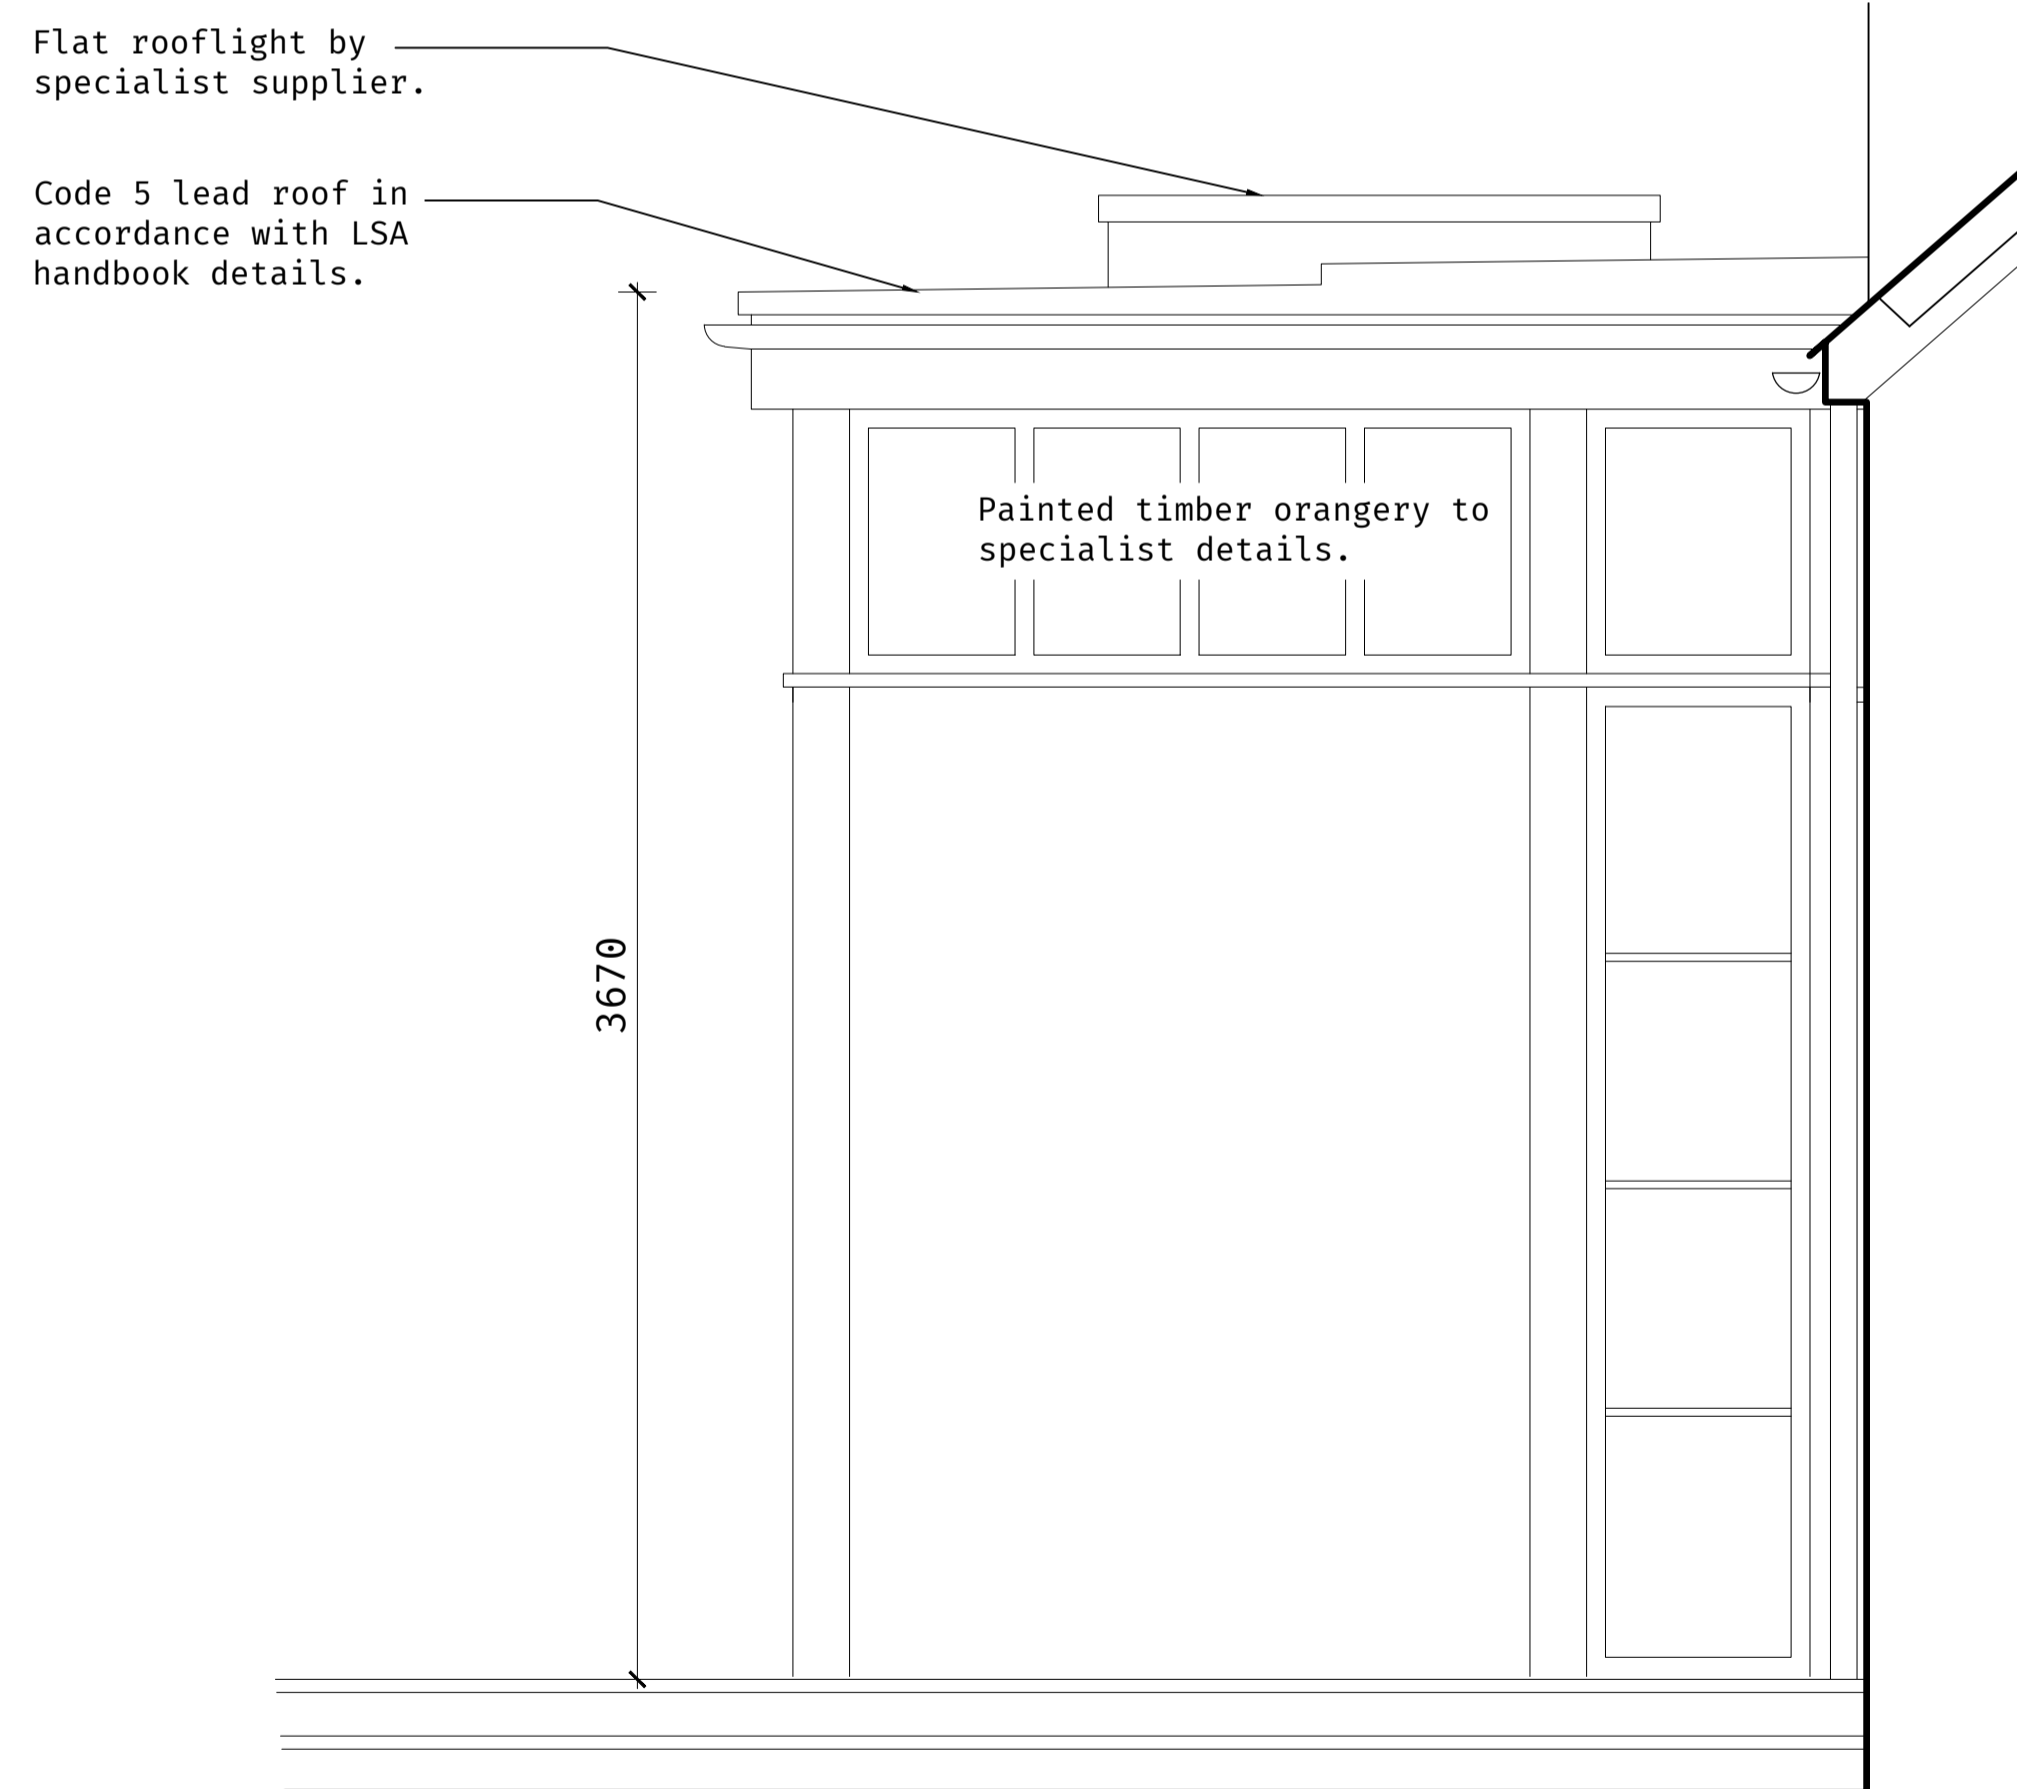 Flat rooflight by
specialist supplier.
Code 5 lead roof in
accordance with LSA
handbook details.
Painted timber orangery to
specialist details.
3670